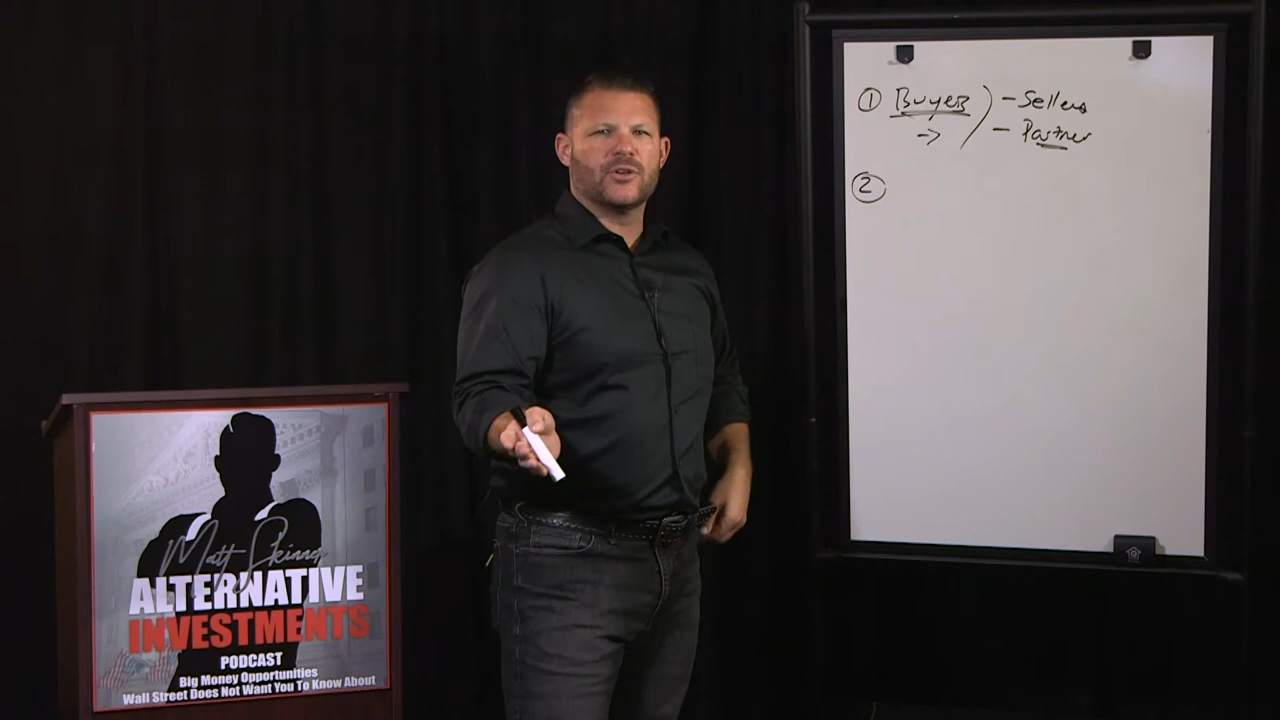 ① Buyers ) - Sellers
→ - Partner
②
Matt Skinner
ALTERNATIVE
INVESTMENTS
PODCAST
Big Money Opportunities
Wall Street Does Not Want You To Know About